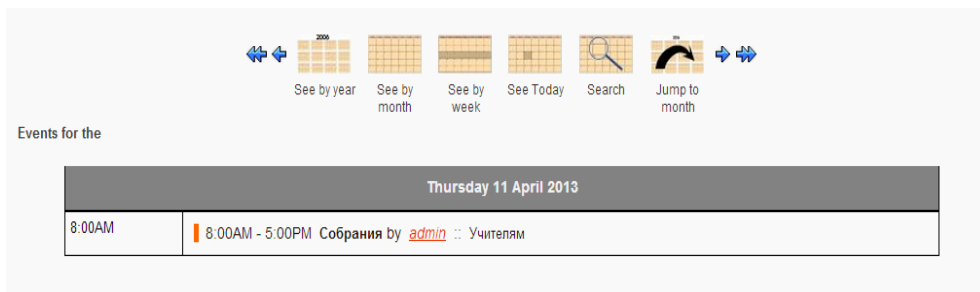 2006
See by year See by month See by week See Today Search Jump to month
Events for the
Thursday 11 April 2013
8:00AM 8:00AM - 5:00PM Собрания by admin :: Учителям